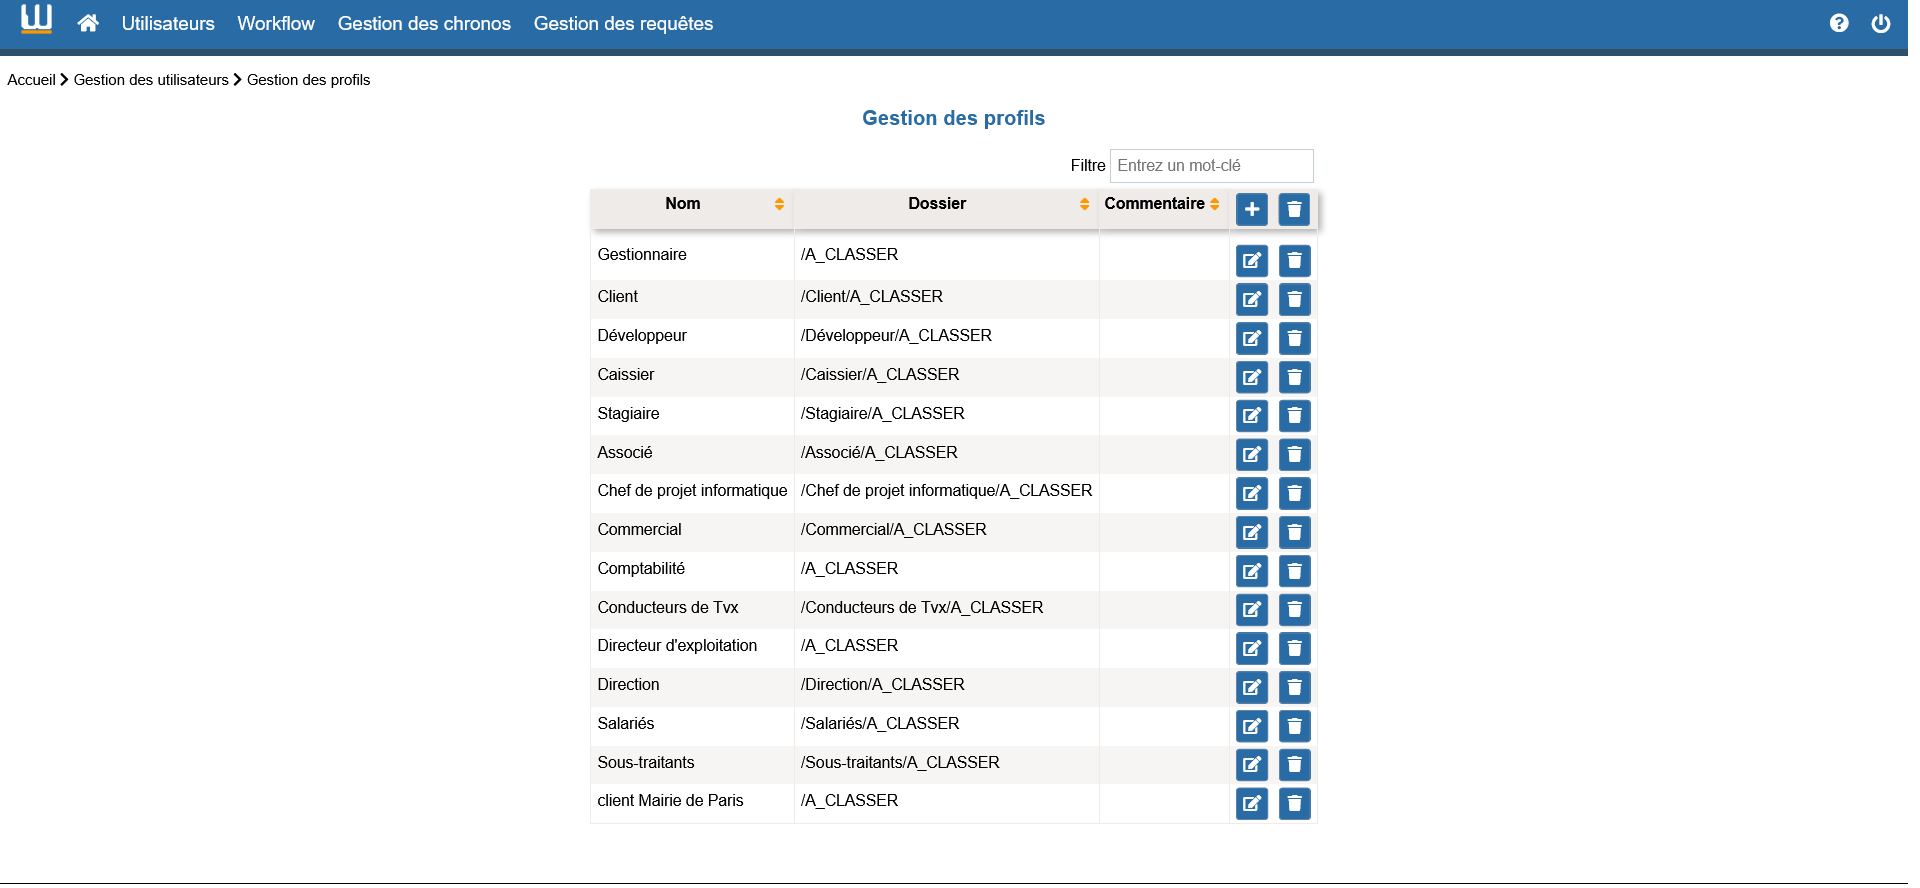 Utilisateurs Workflow Gestion des chronos Gestion des requêtes
Accueil Gestion des utilisateurs Gestion des profils
Gestion des profils
Filtre Entrez un mot-clé
Nom Dossier Commentaire
Gestionnaire /A_CLASSER
Client /Client/A_CLASSER
Développeur /Développeur/A_CLASSER
Caissier /Caissier/A_CLASSER
Stagiaire /Stagiaire/A_CLASSER
Associé /Associé/A_CLASSER
Chef de projet informatique /Chef de projet informatique/A_CLASSER
Commercial /Commercial/A_CLASSER
Comptabilité /A_CLASSER
Conducteurs de Tvx /Conducteurs de Tvx/A_CLASSER
Directeur d'exploitation /A_CLASSER
Direction /Direction/A_CLASSER
Salariés /Salariés/A_CLASSER
Sous-traitants /Sous-traitants/A_CLASSER
client Mairie de Paris /A_CLASSER